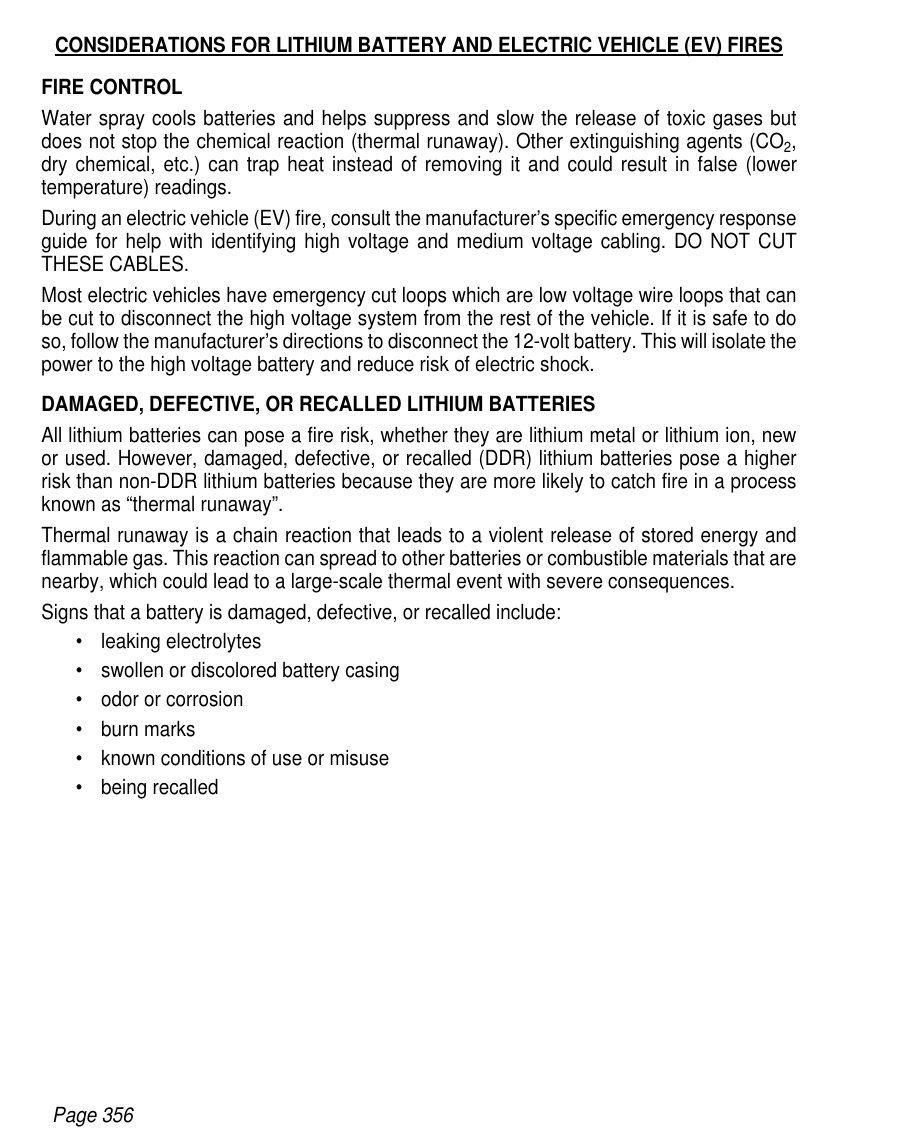 CONSIDERATIONS FOR LITHIUM BATTERY AND ELECTRIC VEHICLE (EV) FIRES
FIRE CONTROL
Water spray cools batteries and helps suppress and slow the release of toxic gases but
does not stop the chemical reaction (thermal runaway). Other extinguishing agents (CO₂,
dry chemical, etc.) can trap heat instead of removing it and could result in false (lower
temperature) readings.
During an electric vehicle (EV) fire, consult the manufacturer’s specific emergency response
guide for help with identifying high voltage and medium voltage cabling. DO NOT CUT
THESE CABLES.
Most electric vehicles have emergency cut loops which are low voltage wire loops that can
be cut to disconnect the high voltage system from the rest of the vehicle. If it is safe to do
so, follow the manufacturer’s directions to disconnect the 12-volt battery. This will isolate the
power to the high voltage battery and reduce risk of electric shock.
DAMAGED, DEFECTIVE, OR RECALLED LITHIUM BATTERIES
All lithium batteries can pose a fire risk, whether they are lithium metal or lithium ion, new
or used. However, damaged, defective, or recalled (DDR) lithium batteries pose a higher
risk than non-DDR lithium batteries because they are more likely to catch fire in a process
known as “thermal runaway”.
Thermal runaway is a chain reaction that leads to a violent release of stored energy and
flammable gas. This reaction can spread to other batteries or combustible materials that are
nearby, which could lead to a large-scale thermal event with severe consequences.
Signs that a battery is damaged, defective, or recalled include:
• leaking electrolytes
• swollen or discolored battery casing
• odor or corrosion
• burn marks
• known conditions of use or misuse
• being recalled
Page 356